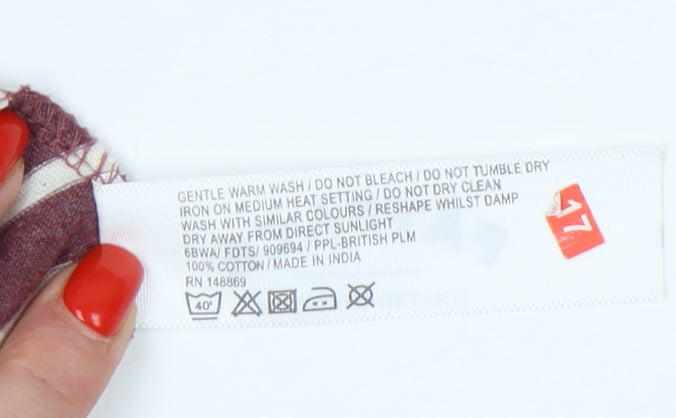 GENTLE WARM WASH / DO NOT BLEACH / DO NOT TUMBLE DRY
IRON ON MEDIUM HEAT SETTING / DO NOT DRY CLEAN
WASH WITH SIMILAR COLOURS / RESHAPE WHILST DAMP
DRY AWAY FROM DIRECT SUNLIGHT
6BWA/ FDTS/ 909694 / PPL-BRITISH PLM
100% COTTON / MADE IN INDIA
RN 148869
40°
17